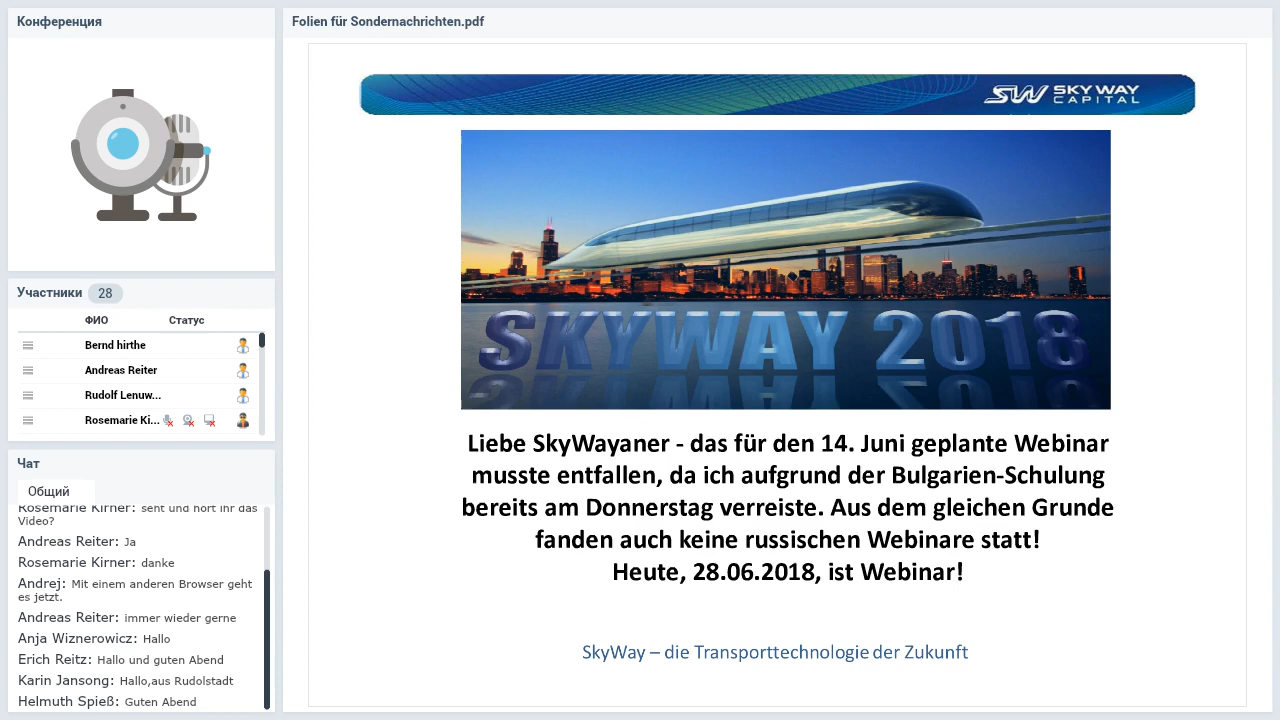 Конференция
Folien für Sondernachrichten.pdf
SW SKY WAY
CAPITAL
SKYWAY 2018
Liebe SkyWayaner - das für den 14. Juni geplante Webinar
musste entfallen, da ich aufgrund der Bulgarien-Schulung
bereits am Donnerstag verreiste. Aus dem gleichen Grunde
fanden auch keine russischen Webinare statt!
Heute, 28.06.2018, ist Webinar!
SkyWay – die Transporttechnologie der Zukunft
Участники 28
ФИО Статус
Bernd hirthe
Andreas Reiter
Rudolf Lenuw...
Rosemarie Ki...
Чат
Общий
Rosemarie Kirner: seht und hört ihr das
Video?
Andreas Reiter: Ja
Rosemarie Kirner: danke
Andrej: Mit einem anderen Browser geht
es jetzt.
Andreas Reiter: immer wieder gerne
Anja Wiznerowicz: Hallo
Erich Reitz: Hallo und guten Abend
Karin Jansong: Hallo,aus Rudolstadt
Helmuth Spieß: Guten Abend